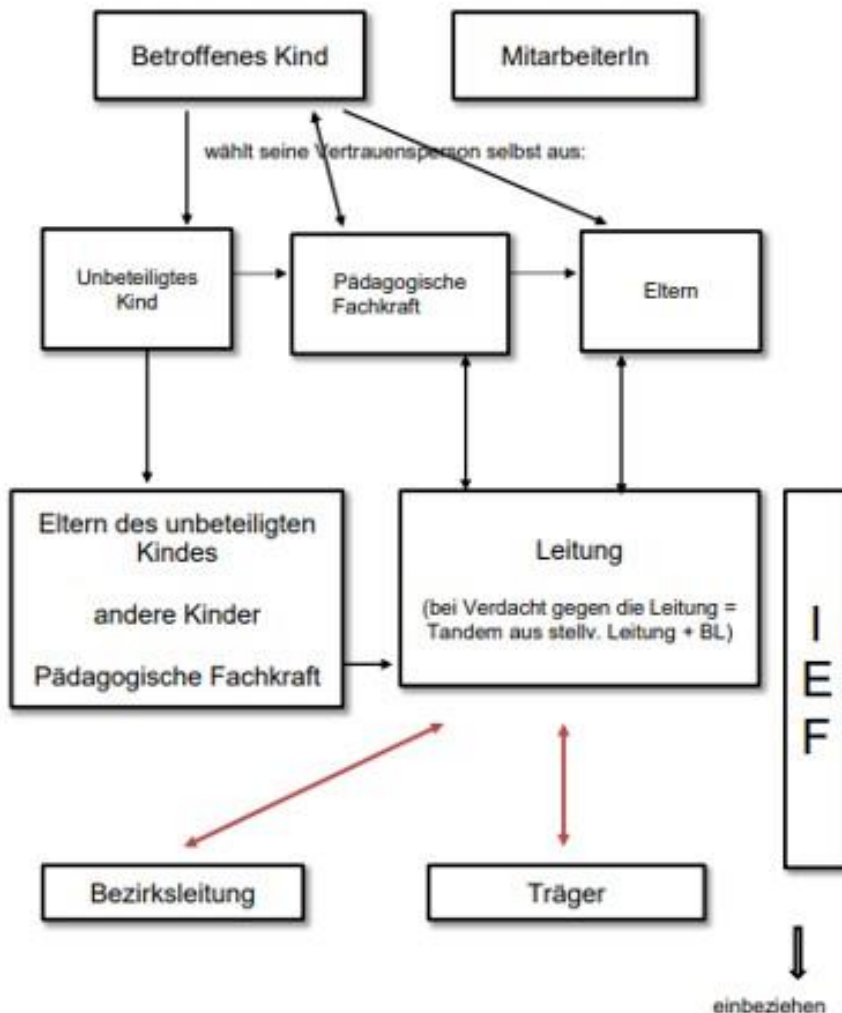 Betroffenes Kind
MitarbeiterIn
wählt seine Vertrauensperson selbst aus:
Unbeteiligtes
Kind
Pädagogische
Fachkraft
Eltern
Eltern des unbeteiligten
Kindes
andere Kinder
Pädagogische Fachkraft
Leitung
(bei Verdacht gegen die Leitung =
Tandem aus stellv. Leitung + BL)
I
E
F
Bezirksleitung
Träger
einbeziehen